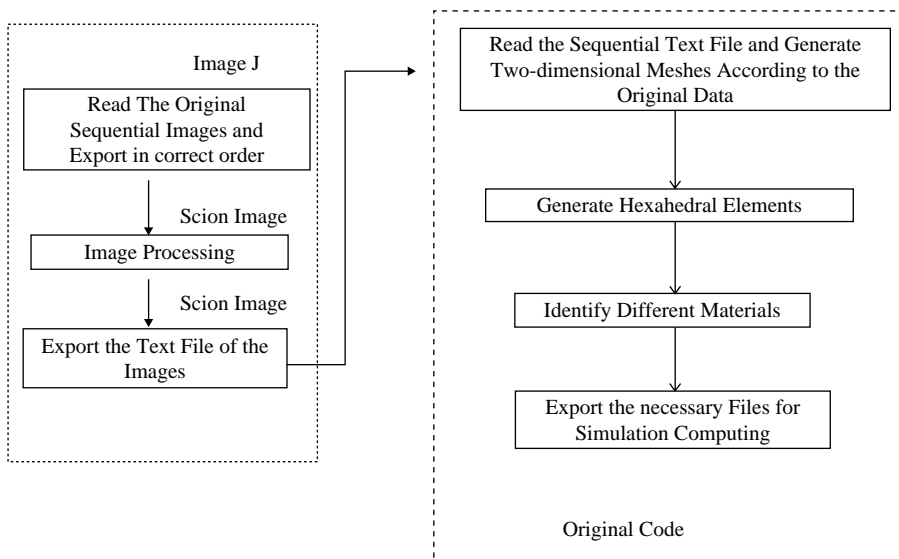 Image J
Read The Original
Sequential Images and
Export in correct order
Scion Image
Image Processing
Scion Image
Export the Text File of the
Images
Read the Sequential Text File and Generate
Two-dimensional Meshes According to the
Original Data
Generate Hexahedral Elements
Identify Different Materials
Export the necessary Files for
Simulation Computing
Original Code